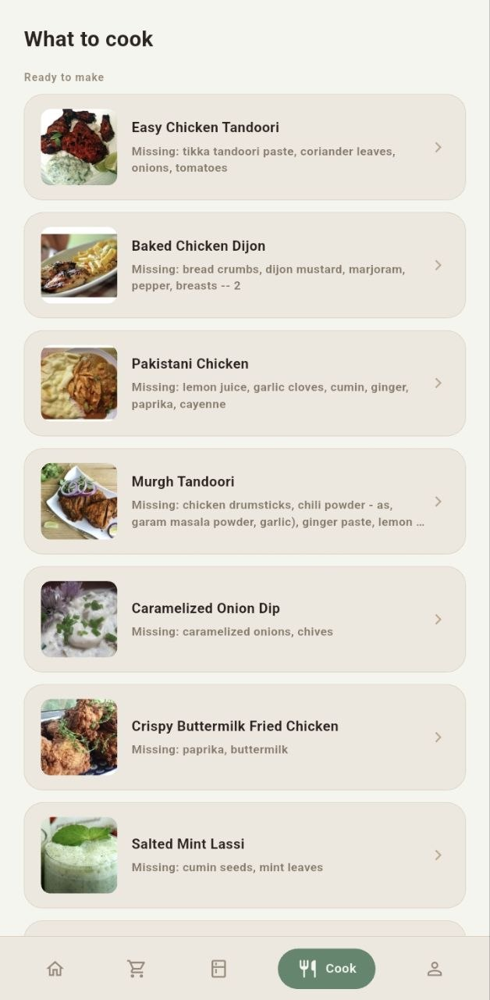 What to cook
Ready to make
Easy Chicken Tandoori
Missing: tikka tandoori paste, coriander leaves,
onions, tomatoes
Baked Chicken Dijon
Missing: bread crumbs, dijon mustard, marjoram,
pepper, breasts -- 2
Pakistani Chicken
Missing: lemon juice, garlic cloves, cumin, ginger,
paprika, cayenne
Murgh Tandoori
Missing: chicken drumsticks, chili powder - as,
garam masala powder, garlic), ginger paste, lemon …
Caramelized Onion Dip
Missing: caramelized onions, chives
Crispy Buttermilk Fried Chicken
Missing: paprika, buttermilk
Salted Mint Lassi
Missing: cumin seeds, mint leaves
Cook